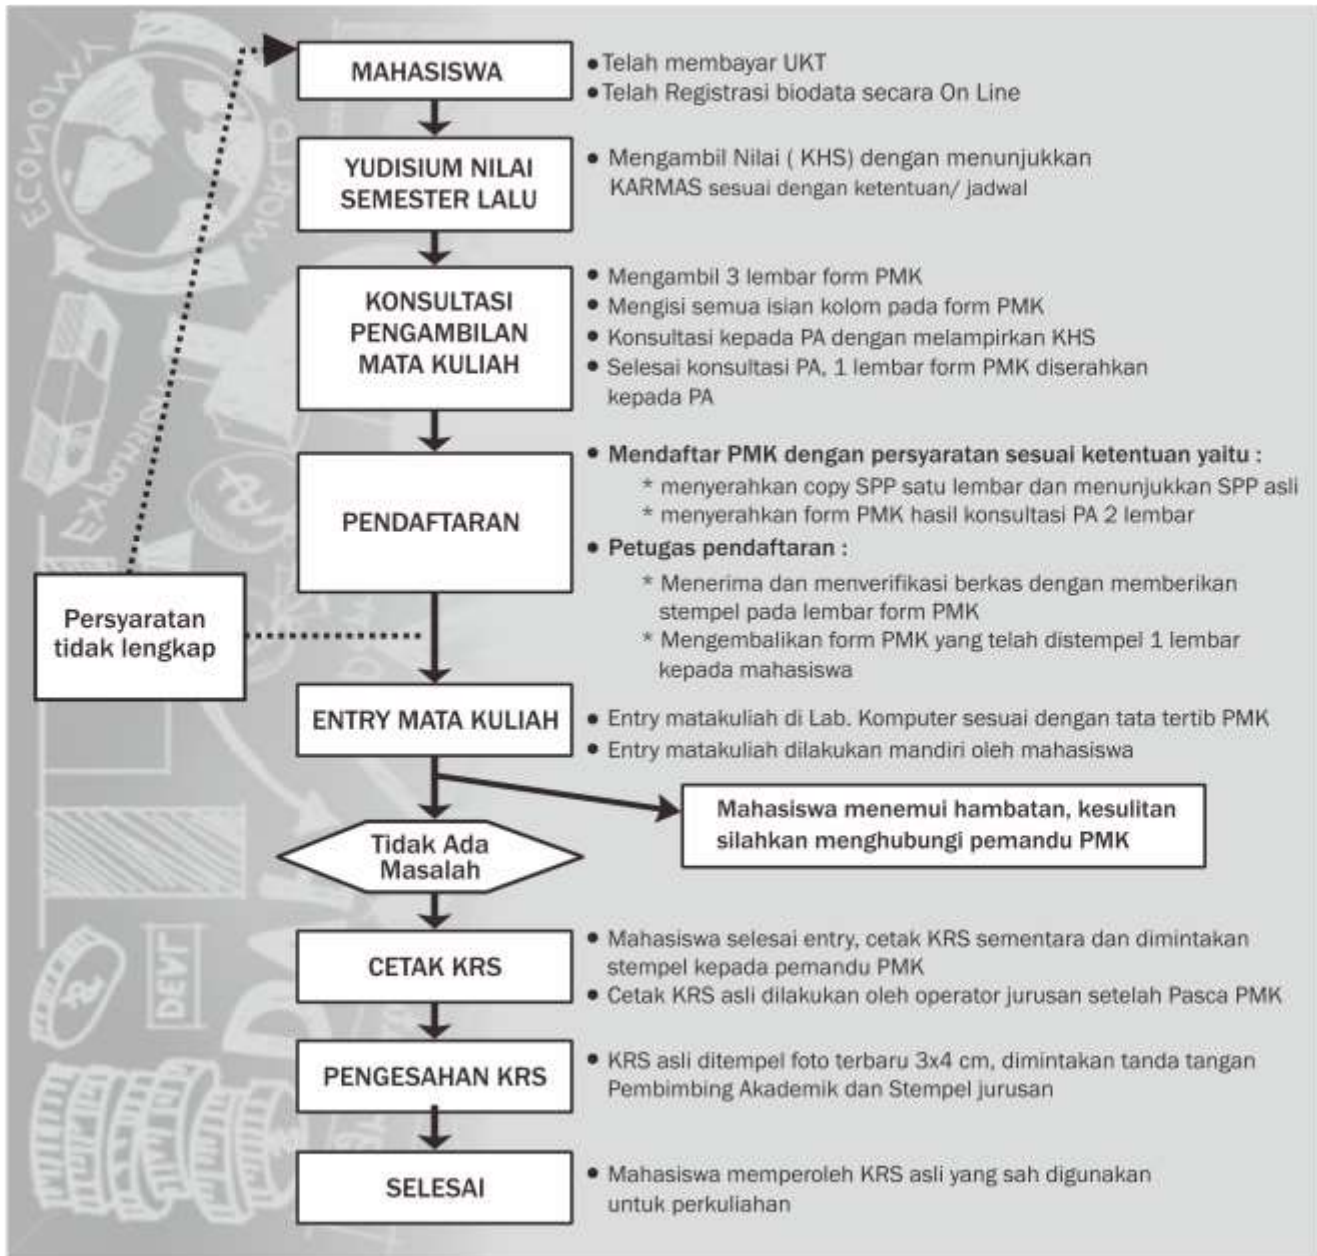 MAHASISWA
● Telah membayar UKT
● Telah Registrasi biodata secara On Line
YUDISIUM NILAI
SEMESTER LALU
● Mengambil Nilai ( KHS) dengan menunjukkan
KARMAS sesuai dengan ketentuan/ jadwal
KONSULTASI
PENGAMBILAN
MATA KULIAH
● Mengambil 3 lembar form PMK
● Mengisi semua isian kolom pada form PMK
● Konsultasi kepada PA dengan melampirkan KHS
● Selesai konsultasi PA, 1 lembar form PMK diserahkan
kepada PA
PENDAFTARAN
● Mendaftar PMK dengan persyaratan sesuai ketentuan yaitu :
* menyerahkan copy SPP satu lembar dan menunjukkan SPP asli
* menyerahkan form PMK hasil konsultasi PA 2 lembar
● Petugas pendaftaran :
* Menerima dan menverifikasi berkas dengan memberikan
stempel pada lembar form PMK
* Mengembalikan form PMK yang telah distempel 1 lembar
kepada mahasiswa
Persyaratan
tidak lengkap
ENTRY MATA KULIAH
● Entry matakuliah di Lab. Komputer sesuai dengan tata tertib PMK
● Entry matakuliah dilakukan mandiri oleh mahasiswa
Mahasiswa menemui hambatan, kesulitan
silahkan menghubungi pemandu PMK
Tidak Ada
Masalah
CETAK KRS
● Mahasiswa selesai entry, cetak KRS sementara dan dimintakan
stempel kepada pemandu PMK
● Cetak KRS asli dilakukan oleh operator jurusan setelah Pasca PMK
PENGESAHAN KRS
● KRS asli ditempel foto terbaru 3x4 cm, dimintakan tanda tangan
Pembimbing Akademik dan Stempel jurusan
SELESAI
● Mahasiswa memperoleh KRS asli yang sah digunakan
untuk perkuliahan
ECONOMY
WORLD
DEVT